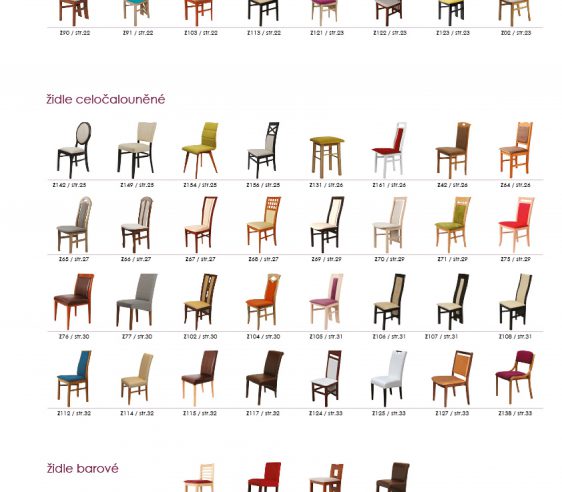 Z90 / str.22 Z91 / str.22 Z103 / str.22 Z113 / str.22 Z121 / str.23 Z122 / str.23 Z123 / str.23 Z02 / str.23
židle celočalouněné
Z142 / str.25 Z149 / str.25 Z154 / str.25 Z156 / str.25 Z131 / str.26 Z161 / str.26 Z42 / str.26 Z64 / str.26
Z65 / str.27 Z66 / str.27 Z67 / str.27 Z68 / str.27 Z69 / str.29 Z70 / str.29 Z71 / str.29 Z75 / str.29
Z76 / str.30 Z77 / str.30 Z102 / str.30 Z104 / str.30 Z105 / str.31 Z106 / str.31 Z107 / str.31 Z108 / str.31
Z112 / str.32 Z114 / str.32 Z115 / str.32 Z117 / str.32 Z124 / str.33 Z125 / str.33 Z127 / str.33 Z138 / str.33
židle barové